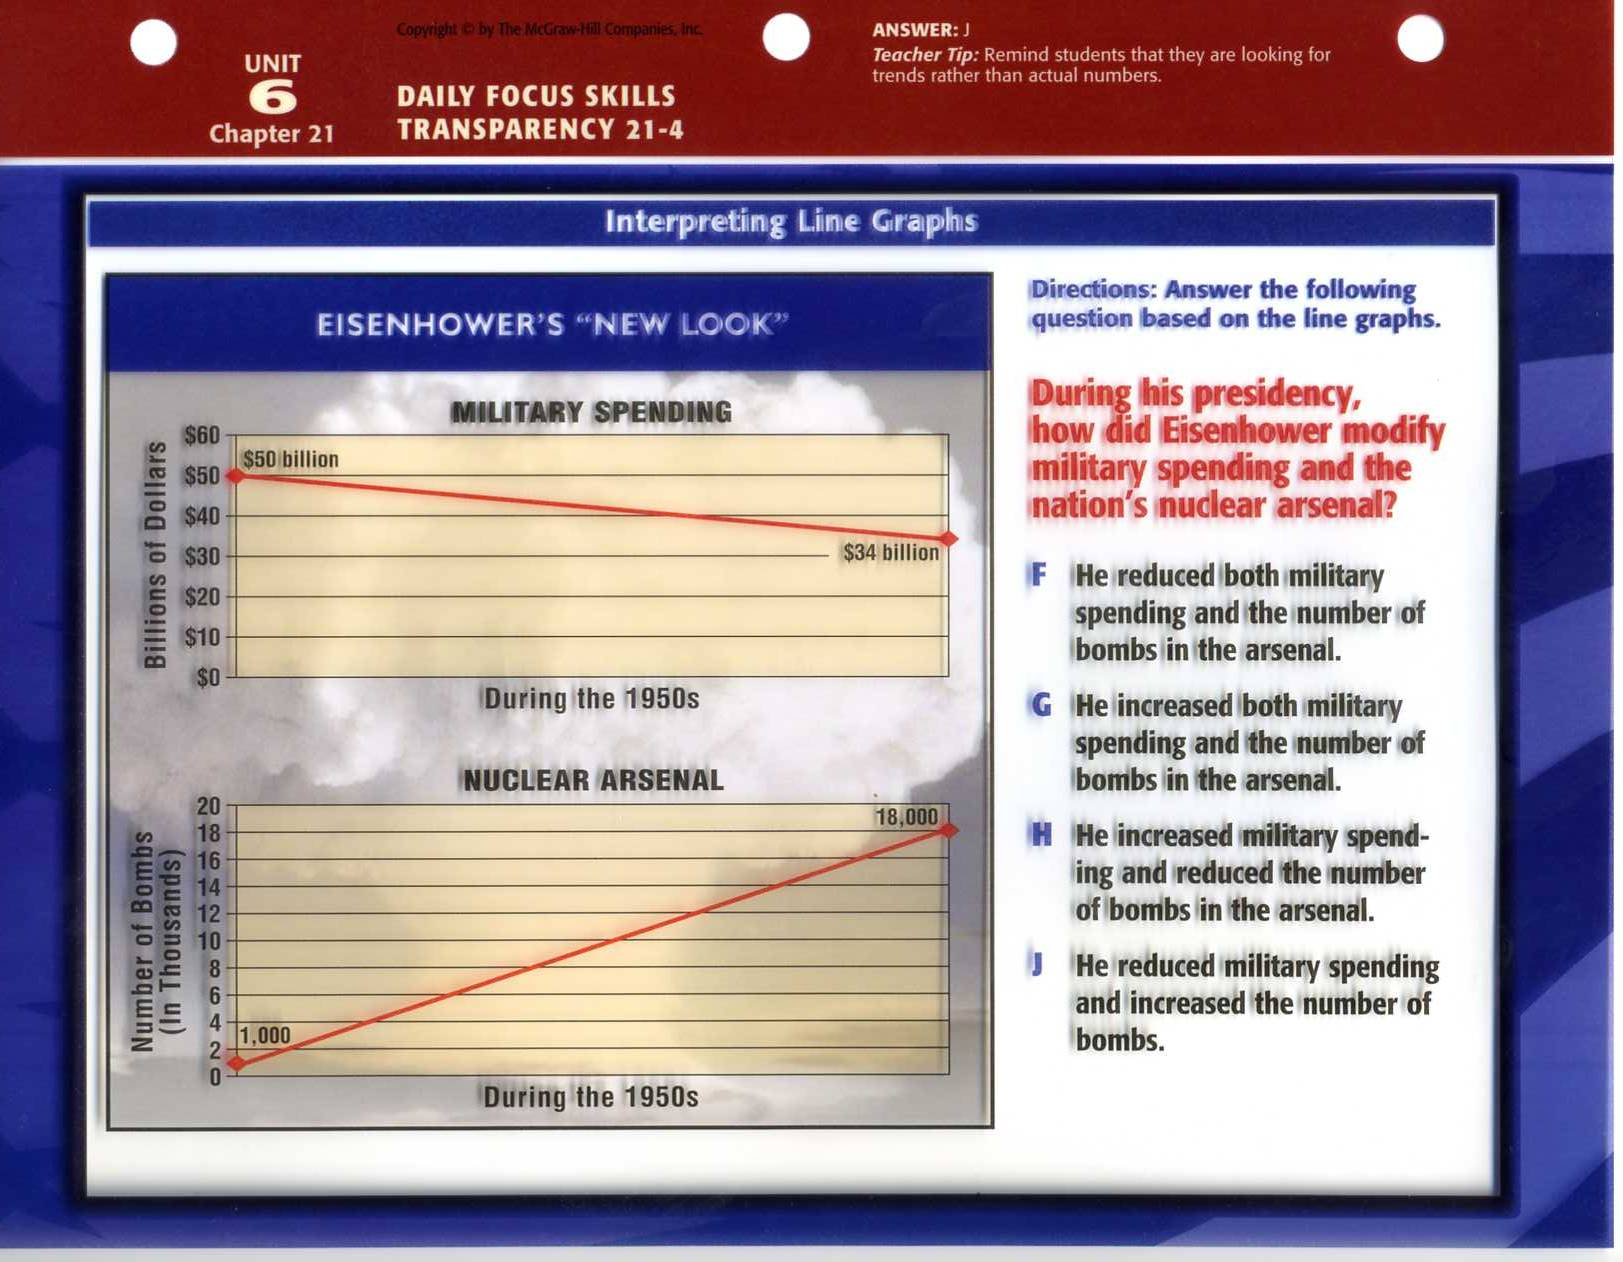 Copyright © by The McGraw-Hill Companies, Inc.
UNIT
6
Chapter 21
DAILY FOCUS SKILLS
TRANSPARENCY 21-4
ANSWER: J
Teacher Tip: Remind students that they are looking for
trends rather than actual numbers.
Interpreting Line Graphs
EISENHOWER'S “NEW LOOK”
MILITARY SPENDING
Billions of Dollars
$60
$50
$40
$30
$20
$10
$0
$50 billion
$34 billion
During the 1950s
NUCLEAR ARSENAL
Number of Bombs
(In Thousands)
20
18
16
14
12
10
8
6
4
2
0
1,000
18,000
During the 1950s
Directions: Answer the following
question based on the line graphs.
During his presidency,
how did Eisenhower modify
military spending and the
nation's nuclear arsenal?
F He reduced both military
spending and the number of
bombs in the arsenal.
G He increased both military
spending and the number of
bombs in the arsenal.
H He increased military spend-
ing and reduced the number
of bombs in the arsenal.
J He reduced military spending
and increased the number of
bombs.